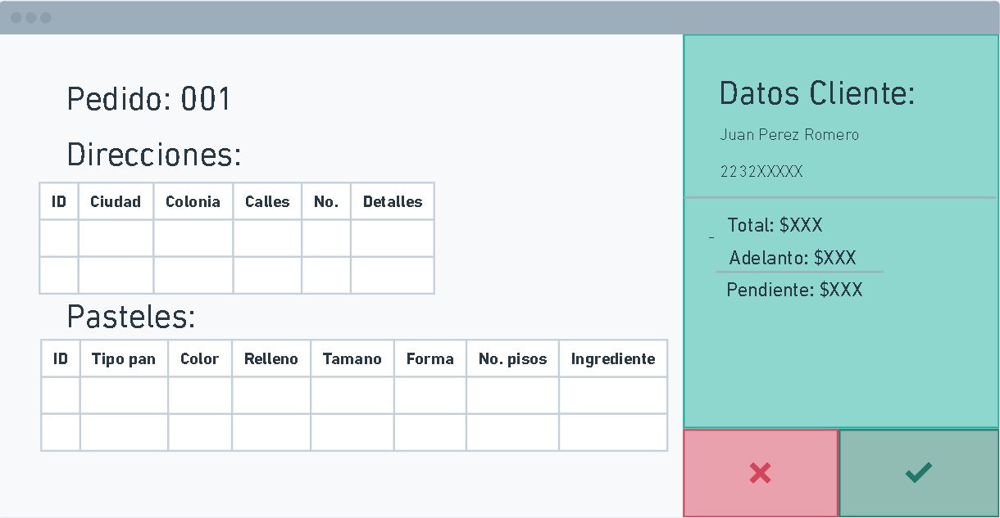 Pedido: 001
Direcciones:
ID Ciudad Colonia Calles No. Detalles
Pasteles:
ID Tipo pan Color Relleno Tamano Forma No. pisos Ingrediente
Datos Cliente:
Juan Perez Romero
2232XXXXX
Total: $XXX
-
Adelanto: $XXX
Pendiente: $XXX